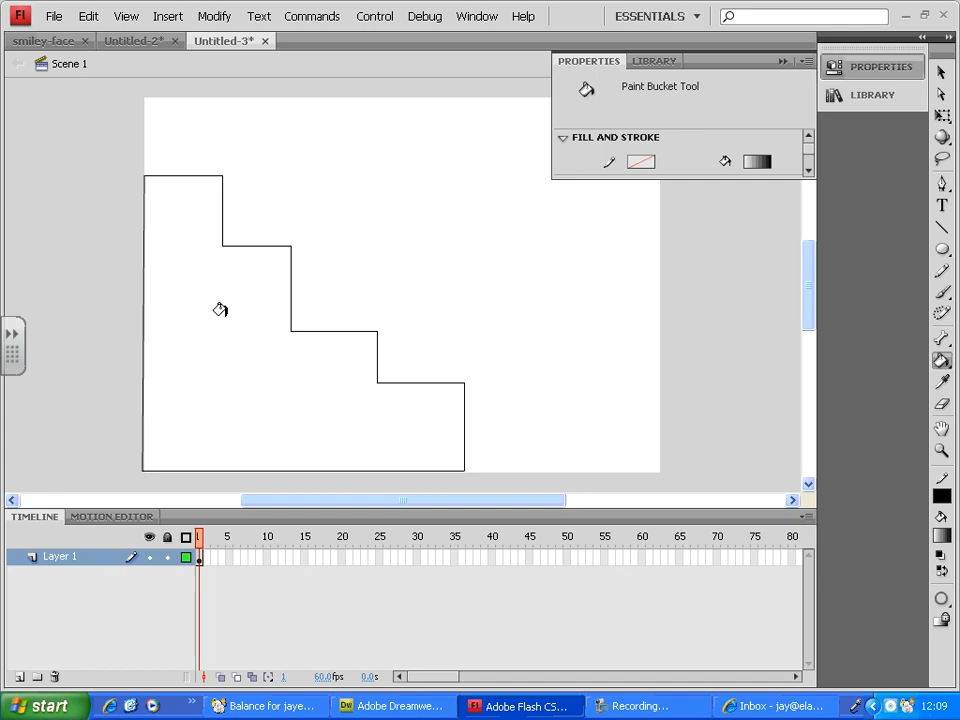 Fl File Edit View Insert Modify Text Commands Control Debug Window Help ESSENTIALS
smiley-face Untitled-2* Untitled-3*
Scene 1
PROPERTIES LIBRARY
Paint Bucket Tool
FILL AND STROKE
PROPERTIES
LIBRARY
T
TIMELINE MOTION EDITOR
1 5 10 15 20 25 30 35 40 45 50 55 60 65 70 75 80
Layer 1
1 60.0fps 0.0s
start Balance for jaye... Adobe Dreamwe... Fl Adobe Flash CS... Recording... Inbox - jay@ela... 12:09